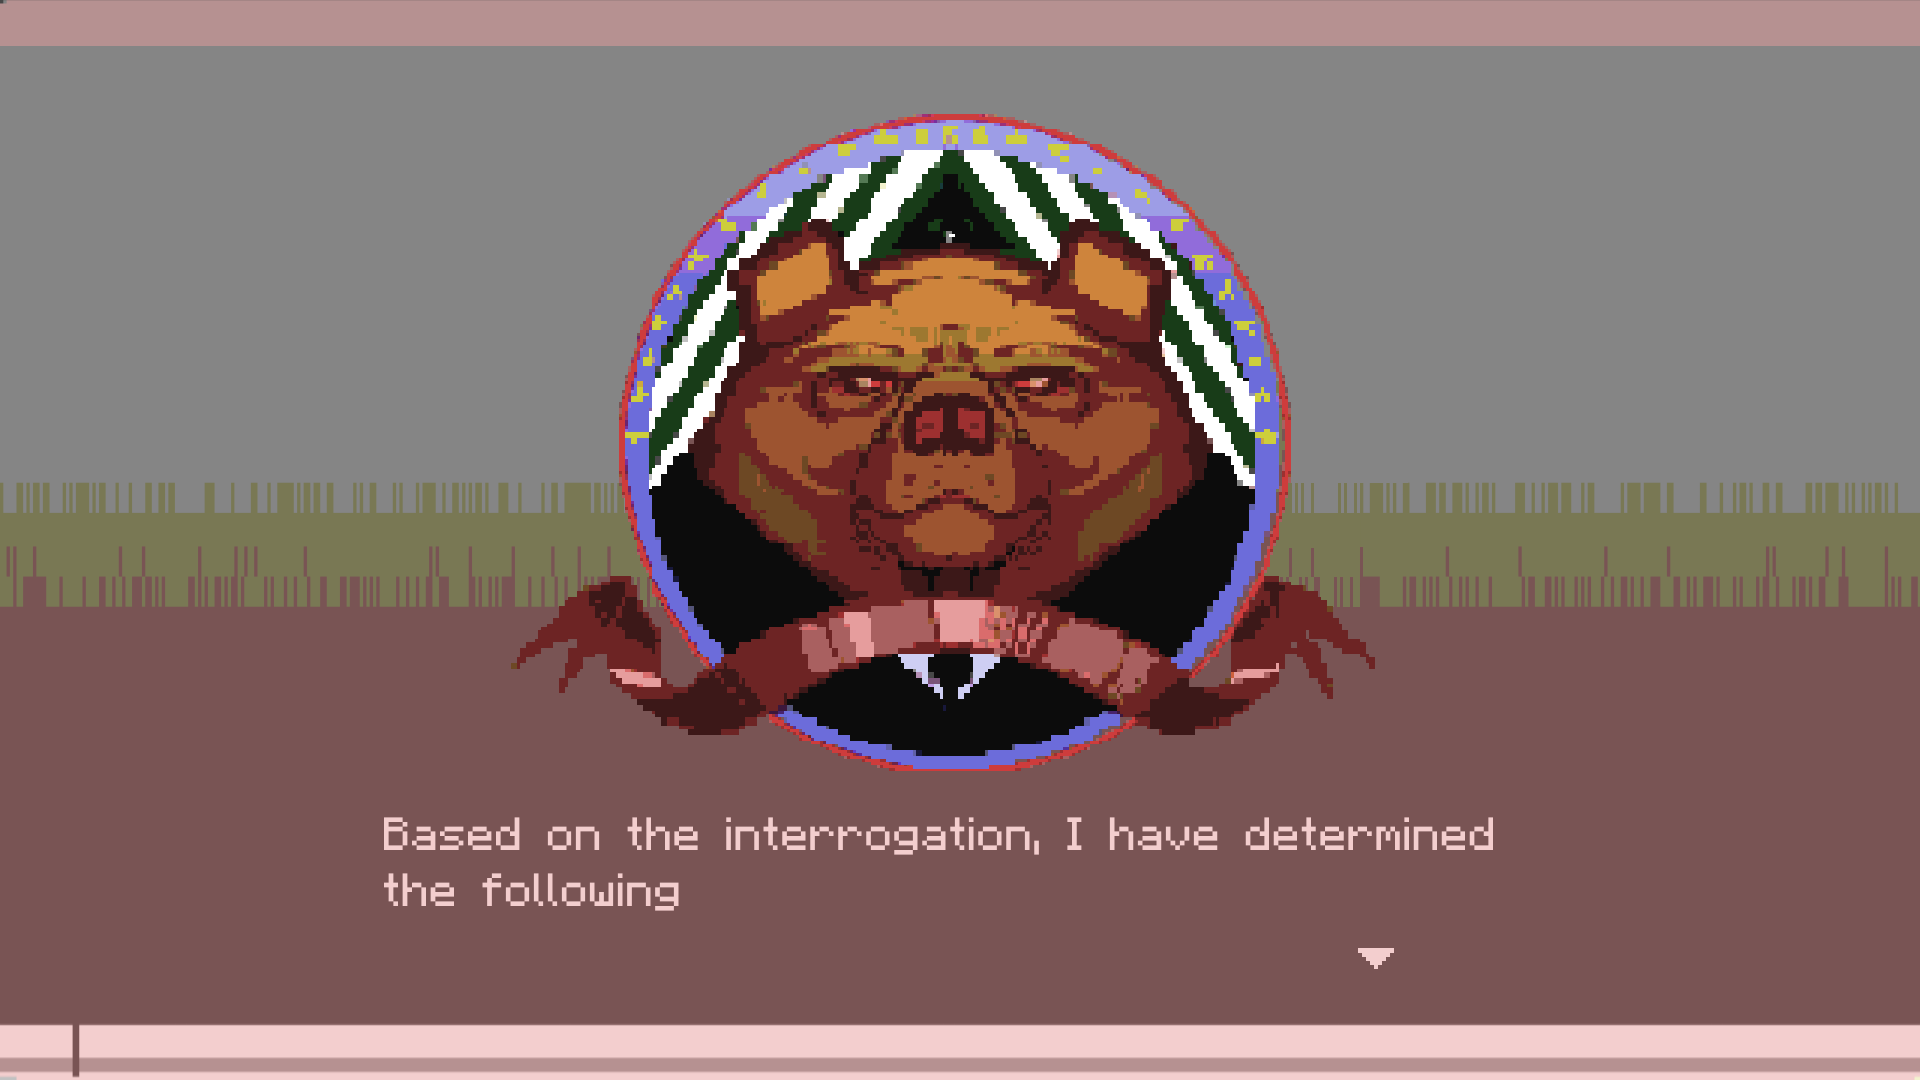 Based on the interrogation, I have determined
the following